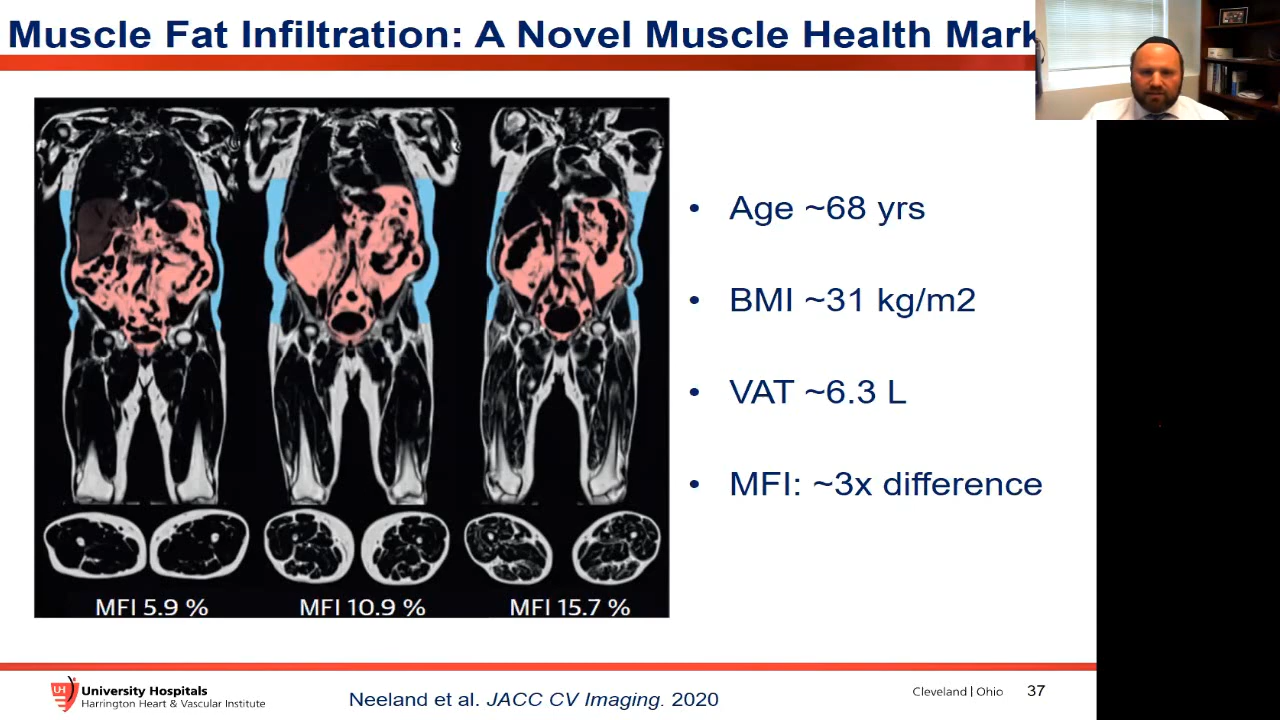 Muscle Fat Infiltration: A Novel Muscle Health Mark
• Age ~68 yrs
• BMI ~31 kg/m2
• VAT ~6.3 L
• MFI: ~3x difference
MFI 5.9 %
MFI 10.9 %
MFI 15.7 %
UH
University Hospitals
Harrington Heart & Vascular Institute
Neeland et al. JACC CV Imaging. 2020
Cleveland | Ohio
37